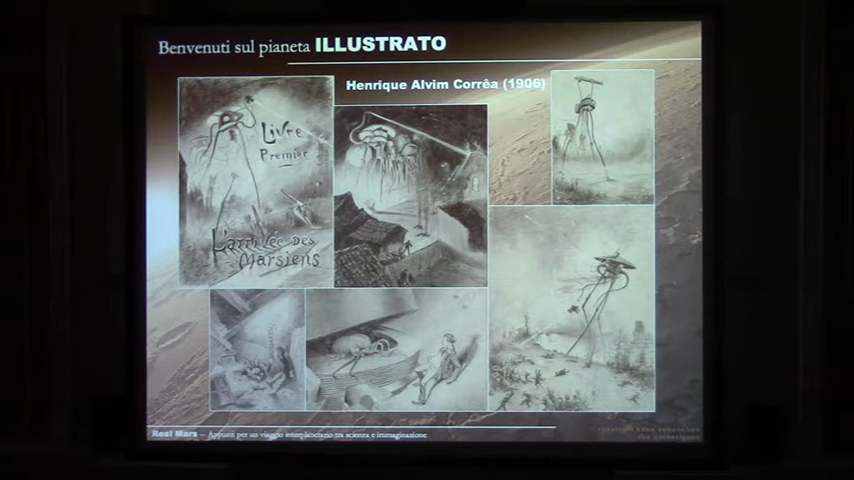 Benvenuti sul pianeta ILLUSTRATO
Henrique Alvim Corrêa (1906)
Livre
Premier
L'arrivée des
Marsiens
Real Mars – Appunti per un viaggio interplanetario tra scienza e immaginazione